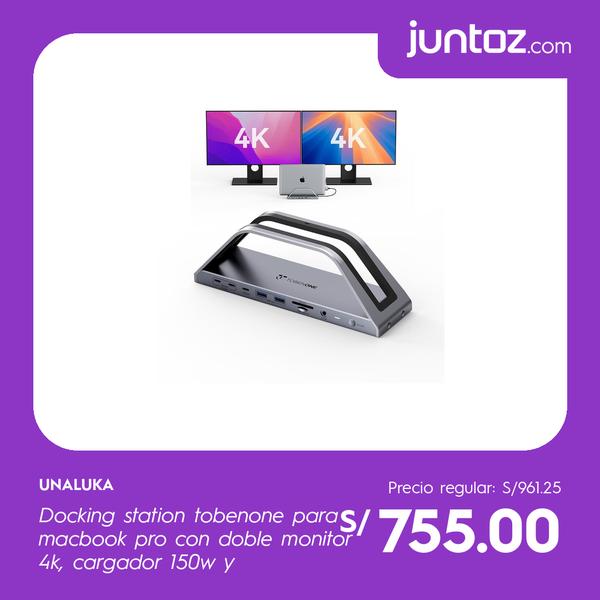 juntoz.com
4K 4K
TOBENONE
UNALUKA
Precio regular: S/961.25
Docking station tobenone para
macbook pro con doble monitor
4k, cargador 150w y
S/ 755.00